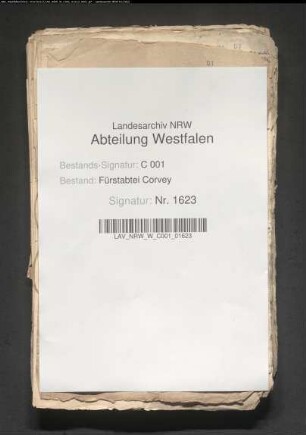 Landesarchiv NRW
Abteilung Westfalen
Bestands-Signatur: C 001
Bestand: Fürstabtei Corvey
Signatur: Nr. 1623
LAV_NRW_W_C001_01623